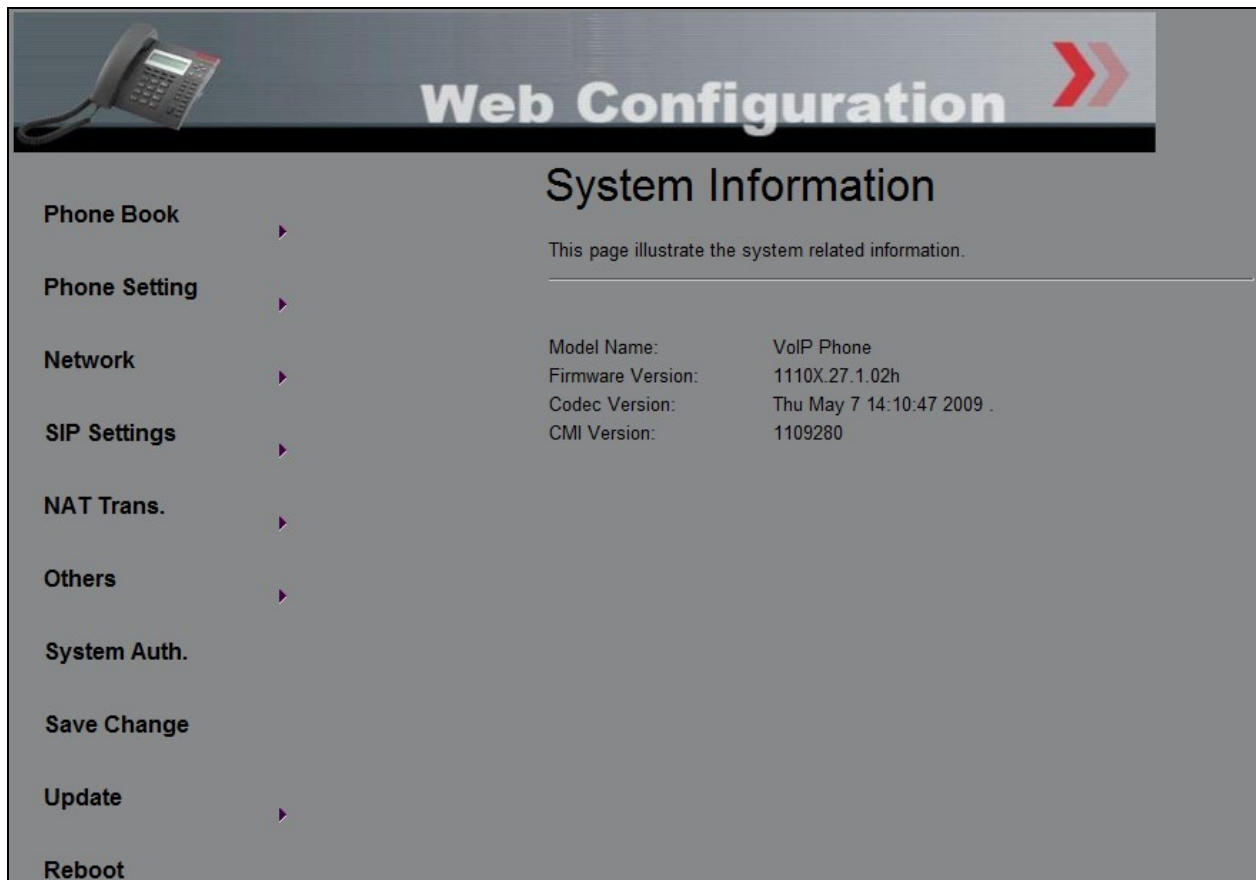 Web Configuration
System Information
This page illustrate the system related information.
Phone Book
Phone Setting
Network
SIP Settings
NAT Trans.
Others
System Auth.
Save Change
Update
Reboot
Model Name: VoIP Phone
Firmware Version: 1110X.27.1.02h
Codec Version: Thu May 7 14:10:47 2009 .
CMI Version: 1109280